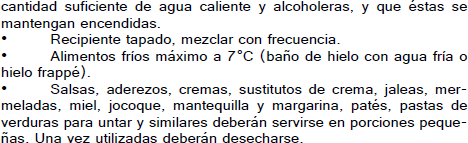 cantidad suficiente de agua caliente y alcoholeras, y que éstas se
mantengan encendidas.
• Recipiente tapado, mezclar con frecuencia.
• Alimentos fríos máximo a 7°C (baño de hielo con agua fría o
hielo frappé).
• Salsas, aderezos, cremas, sustitutos de crema, jaleas, mer-
meladas, miel, jocoque, mantequilla y margarina, patés, pastas de
verduras para untar y similares deberán servirse en porciones peque-
ñas. Una vez utilizadas deberán desecharse.